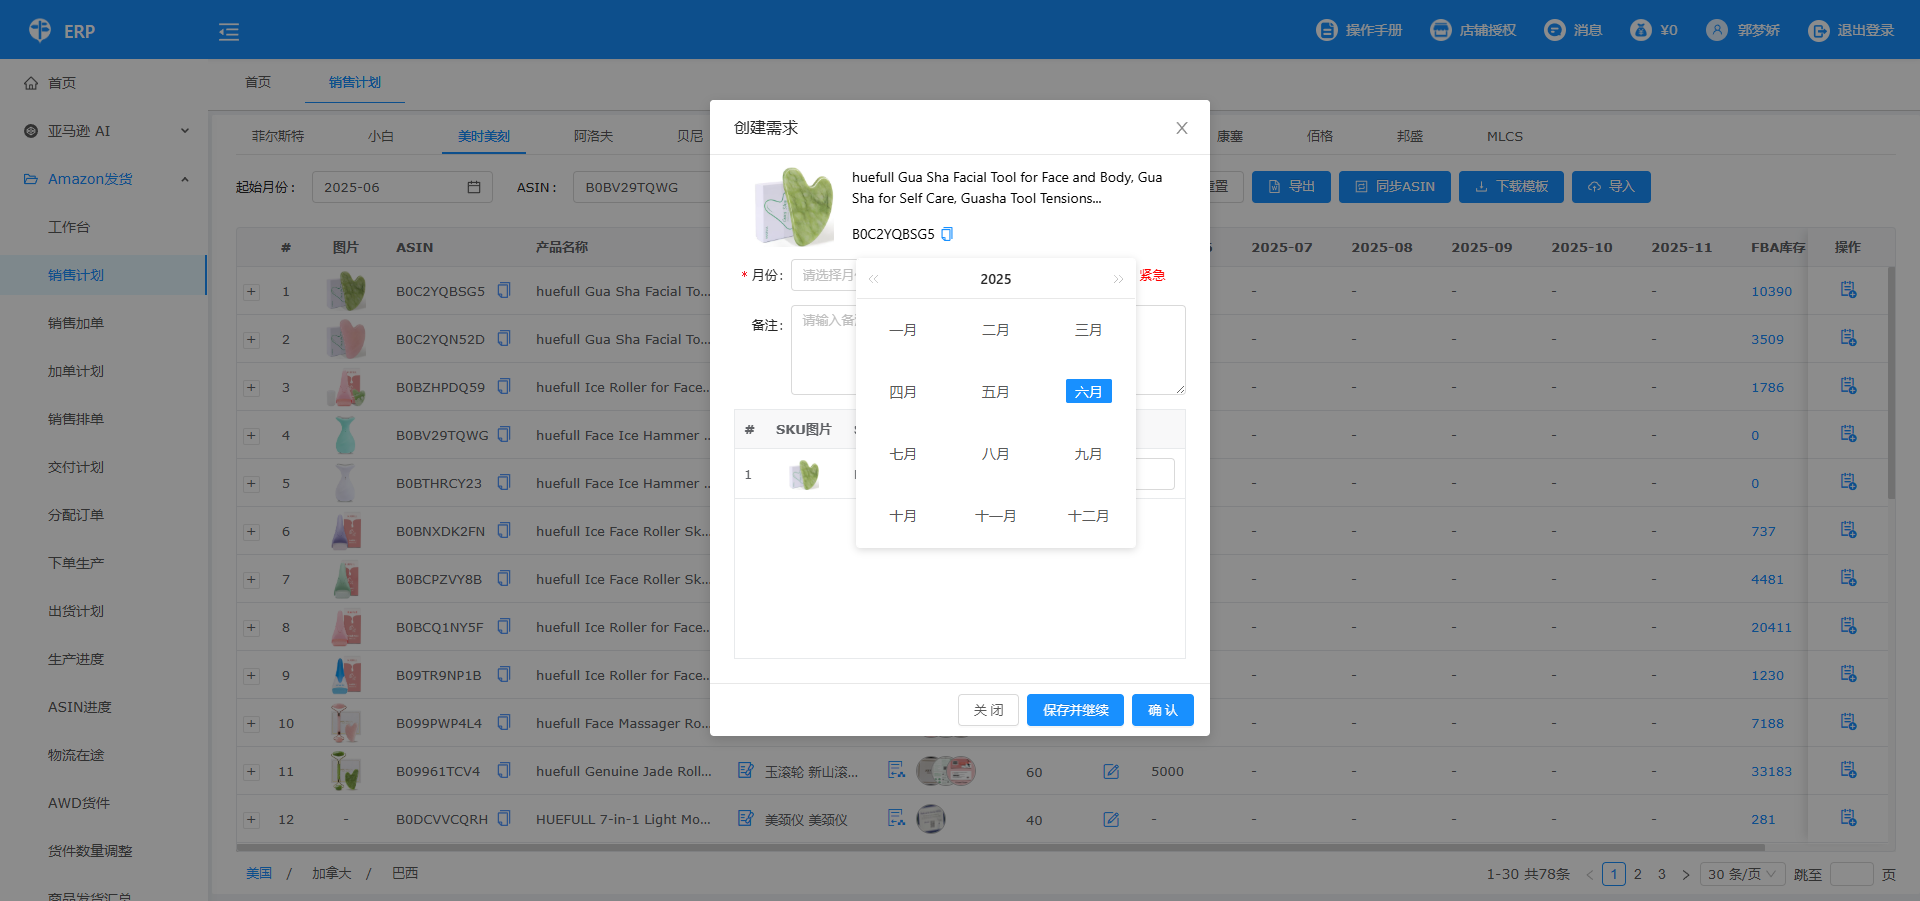 ERP
操作手册
店铺授权
消息
¥0
郭梦娇
退出登录
首页
亚马逊 AI
Amazon发货
工作台
销售计划
销售加单
加单计划
销售排单
交付计划
分配订单
下单生产
出货计划
生产进度
ASIN进度
物流在途
AWD货件
货件数量调整
商品发货汇总
首页 销售计划
菲尔斯特 小白 美时美刻 阿洛夫 贝尼 康塞 佰格 邦盛 MLCS
起始月份： 2025-06 ASIN： B0BV29TQWG 导出 同步ASIN 下载模板 导入
# 图片 ASIN 产品名称 2025-07 2025-08 2025-09 2025-10 2025-11 FBA库存 操作
1 B0C2YQBSG5 huefull Gua Sha Facial To... - - - - - 10390
2 B0C2YQN52D huefull Gua Sha Facial To... - - - - - 3509
3 B0BZHPDQ59 huefull Ice Roller for Face... - - - - - 1786
4 B0BV29TQWG huefull Face Ice Hammer ... - - - - - 0
5 B0BTHRCY23 huefull Face Ice Hammer ... - - - - - 0
6 B0BNXDK2FN huefull Ice Face Roller Sk... - - - - - 737
7 B0BCPZVY8B huefull Ice Face Roller Sk... - - - - - 4481
8 B0BCQ1NY5F huefull Ice Roller for Face... - - - - - 20411
9 B09TR9NP1B huefull Ice Roller for Face... - - - - - 1230
10 B099PWP4L4 huefull Face Massager Ro... - - - - - 7188
11 B09961TCV4 huefull Genuine Jade Roll... 玉滚轮 新山滚... 60 5000 - - - - - 33183
12 - B0DCVVCQRH HUEFULL 7-in-1 Light Mo... 美颈仪 美颈仪 40 - - - - - - 281
美国 / 加拿大 / 巴西
1-30 共78条 1 2 3 30 条/页 跳至 页
创建需求
huefull Gua Sha Facial Tool for Face and Body, Gua
Sha for Self Care, Guasha Tool Tensions...
B0C2YQBSG5
* 月份： 请选择月 紧急
备注： 请输入备
# SKU图片
1
2025
一月 二月 三月
四月 五月 六月
七月 八月 九月
十月 十一月 十二月
关 闭 保存并继续 确 认